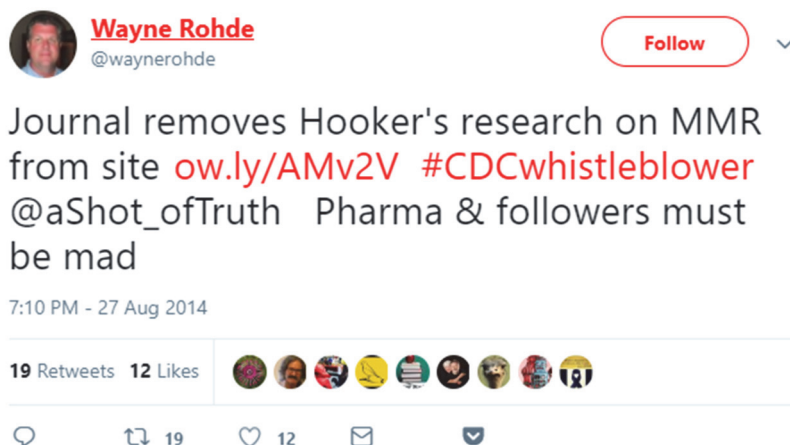 Wayne Rohde
@waynerohde
Follow
Journal removes Hooker's research on MMR
from site ow.ly/AMv2V #CDCwhistleblower
@aShot_ofTruth Pharma & followers must
be mad
7:10 PM - 27 Aug 2014
19 Retweets 12 Likes
19 12